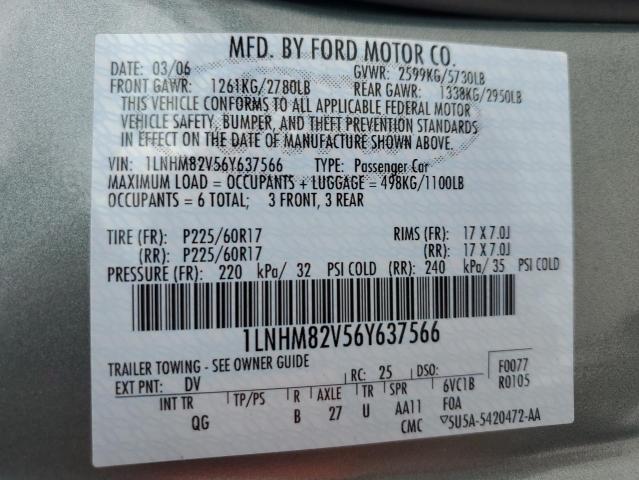 MFD. BY FORD MOTOR CO.
DATE: 03/06 GVWR: 2599KG/5730LB
FRONT GAWR: 1261KG/2780LB REAR GAWR: 1338KG/2950LB
THIS VEHICLE CONFORMS TO ALL APPLICABLE FEDERAL MOTOR
VEHICLE SAFETY, BUMPER, AND THEFT PREVENTION STANDARDS
IN EFFECT ON THE DATE OF MANUFACTURE SHOWN ABOVE.
VIN: 1LNHM82V56Y637566 TYPE: Passenger Car
MAXIMUM LOAD = OCCUPANTS + LUGGAGE = 498KG/1100LB
OCCUPANTS = 6 TOTAL; 3 FRONT, 3 REAR
TIRE (FR): P225/60R17 RIMS (FR): 17 X 7.0J
(RR): P225/60R17 (RR): 17 X 7.0J
PRESSURE (FR): 220 kPa/ 32 PSI COLD (RR): 240 kPa/ 35 PSI COLD
1LNHM82V56Y637566
TRAILER TOWING - SEE OWNER GUIDE
EXT PNT: DV RC: 25 DSO: F0077
R0105
INT TR TP/PS R AXLE TR SPR 6VC1B
QG B 27 U AA11 FOA
CMC ▽5U5A-5420472-AA